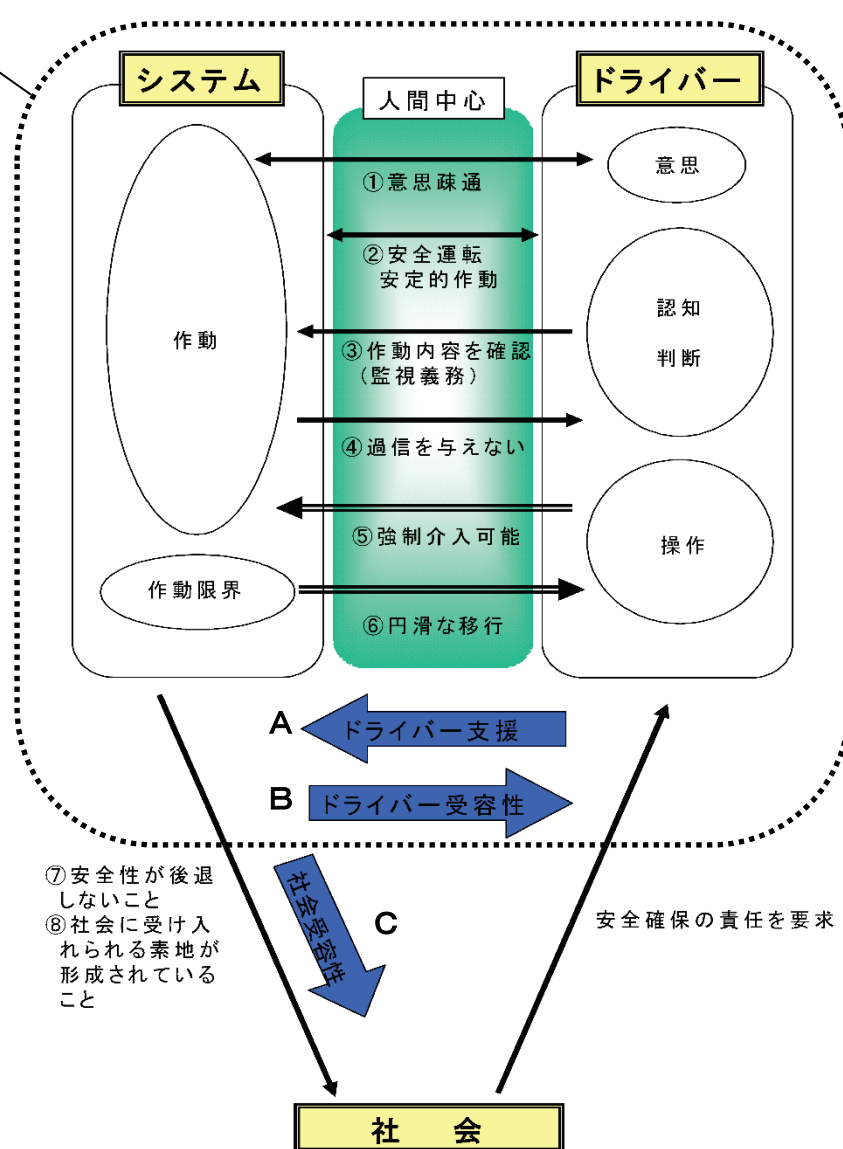 システム
人間中心
ドライバー
①意思疎通
意思
②安全運転
安定的作動
作動
認知
判断
③作動内容を確認
(監視義務)
④過信を与えない
⑤強制介入可能
操作
作動限界
⑥円滑な移行
A
ドライバー支援
B
ドライバー受容性
⑦安全性が後退
しないこと
⑧社会に受け入
れられる素地が
形成されている
こと
社会受容性
C
安全確保の責任を要求
社 会